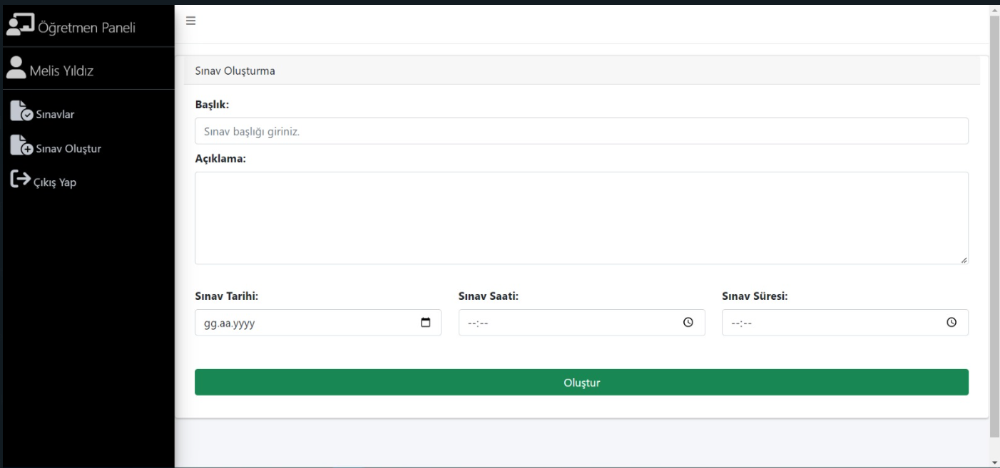 Öğretmen Paneli
Melis Yıldız
Sınavlar
Sınav Oluştur
Çıkış Yap
Sınav Oluşturma
Başlık:
Sınav başlığı giriniz.
Açıklama:
Sınav Tarihi: Sınav Saati: Sınav Süresi:
gg.aa.yyyy --:-- --:--
Oluştur